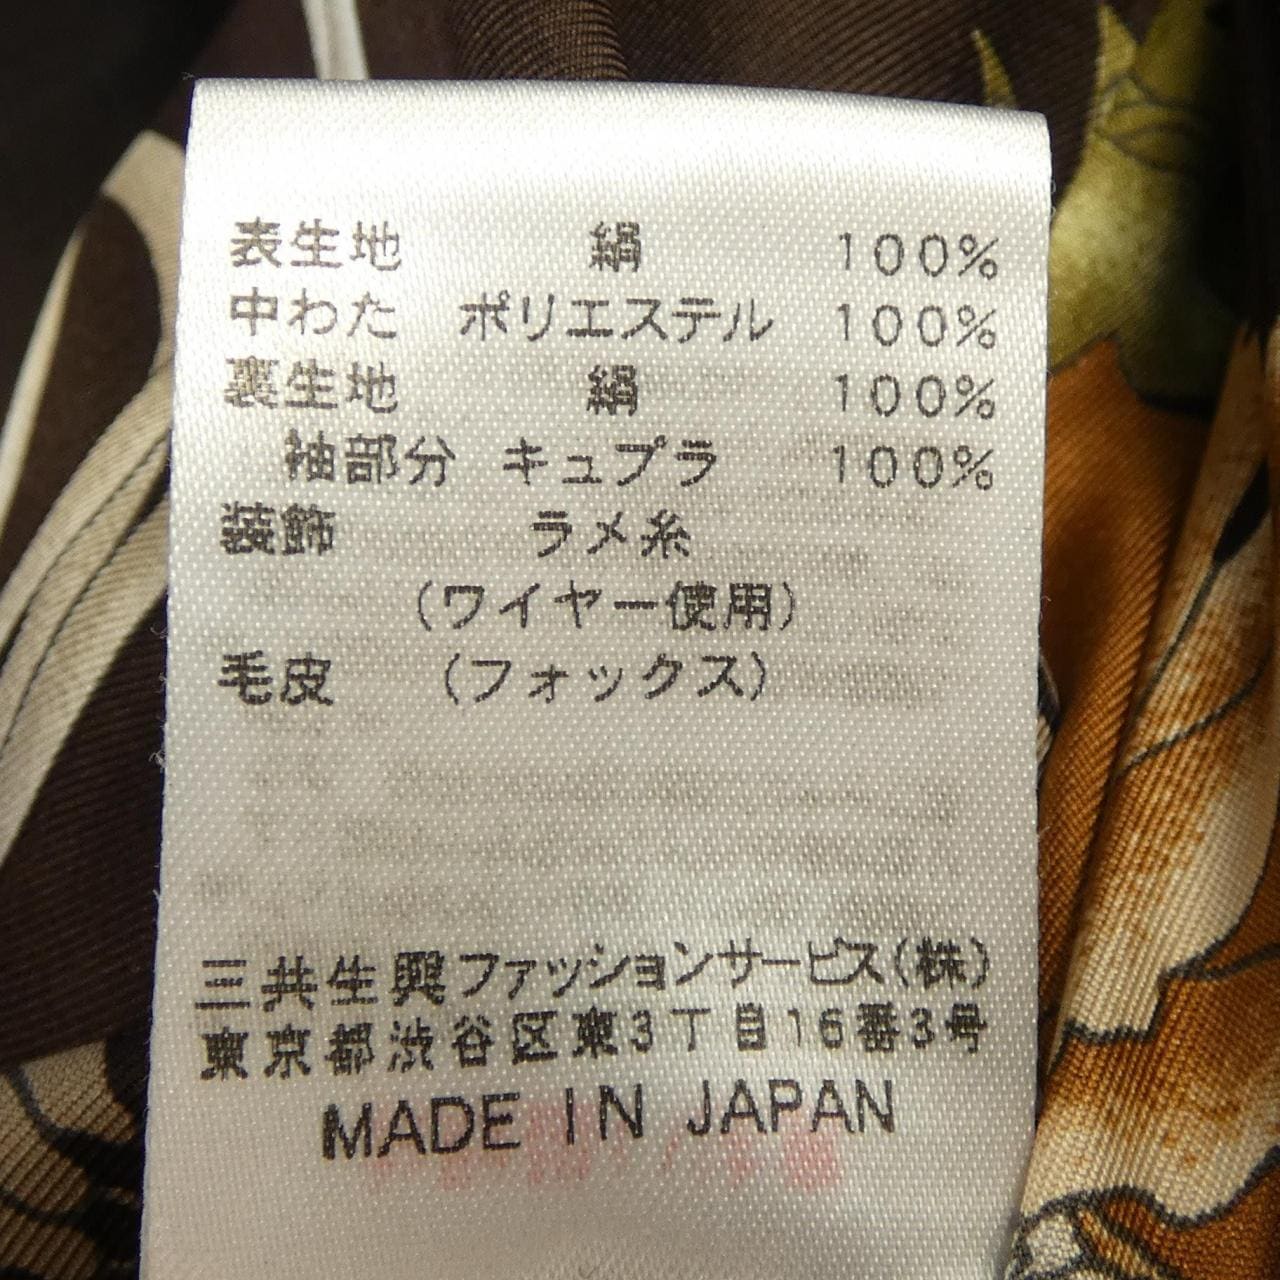 表生地 絹 100%
中わた ポリエステル 100%
裏生地 絹 100%
袖部分 キュプラ 100%
装飾 ラメ糸
(ワイヤー使用)
毛皮 (フォックス)
三共生興ファッションサービス(株)
東京都渋谷区東3丁目16番3号
MADE IN JAPAN